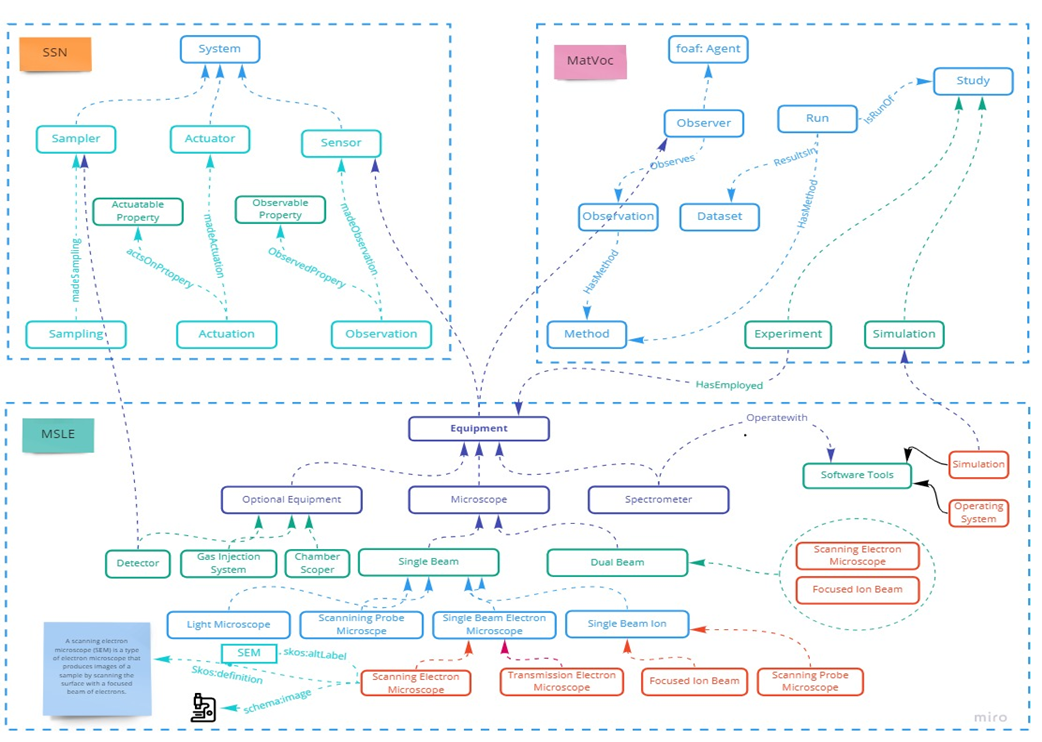 SSN
System
Sampler
Actuator
Sensor
Actuatable
Property
Observable
Property
madeSampling
actsOnPrtopery
madeActuation
ObservedPropery
madeObservation
Sampling
Actuation
Observation
MatVoc
foaf: Agent
Study
Observer
Run
IsRunOf
Observes
ResultsIn
HasMethod
Observation
Dataset
HasMethod
Method
Experiment
Simulation
HasEmployed
MSLE
Equipment
Operatewith
Optional Equipment
Microscope
Spectrometer
Software Tools
Simulation
Operating
System
Detector
Gas Injection
System
Chamber
Scoper
Single Beam
Dual Beam
Scanning Electron
Microscope
Focused Ion Beam
Light Microscope
Scannining Probe
Microscpe
Single Beam Electron
Microscope
Single Beam Ion
A scanning electron
microscope (SEM) is a type
of electron microscope that
produces images of a
sample by scanning the
surface with a focused
beam of electrons.
SEM
skos:altLabel
Skos:definition
schema:image
Scanning Electron
Microscope
Transmission Electron
Microscope
Focused Ion Beam
Scanning Probe
Microscope
miro